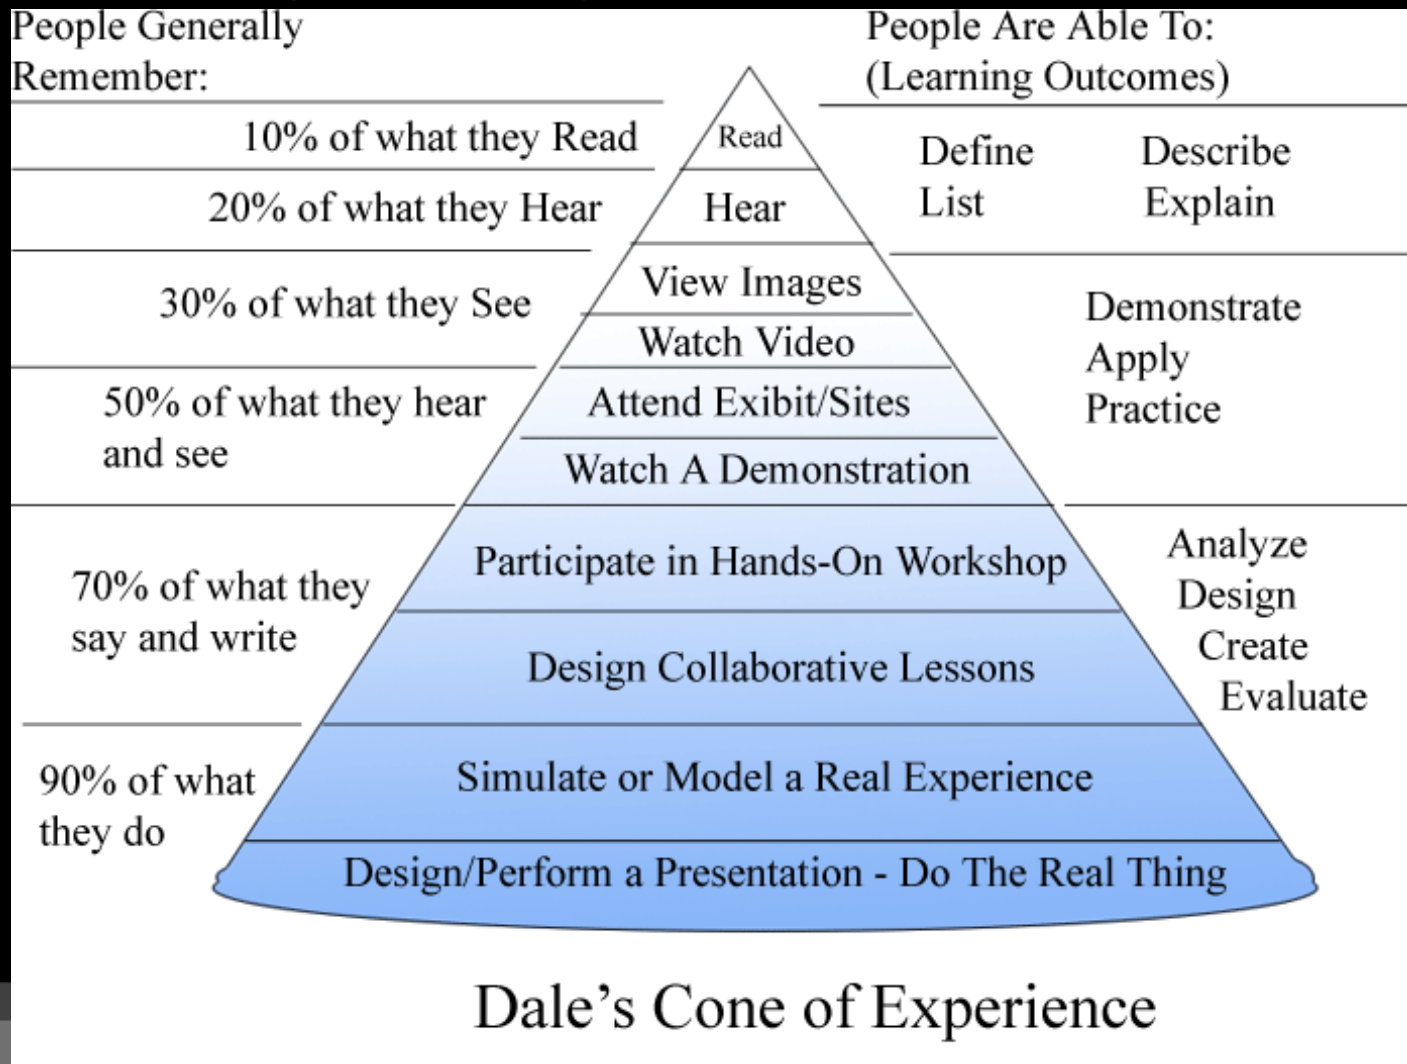 People Generally
Remember:
People Are Able To:
(Learning Outcomes)
10% of what they Read
Read
Define
Describe
List
Explain
20% of what they Hear
Hear
30% of what they See
View Images
Watch Video
Demonstrate
Apply
Practice
50% of what they hear
and see
Attend Exibit/Sites
Watch A Demonstration
70% of what they
say and write
Participate in Hands-On Workshop
Design Collaborative Lessons
Analyze
Design
Create
Evaluate
90% of what
they do
Simulate or Model a Real Experience
Design/Perform a Presentation - Do The Real Thing
Dale’s Cone of Experience